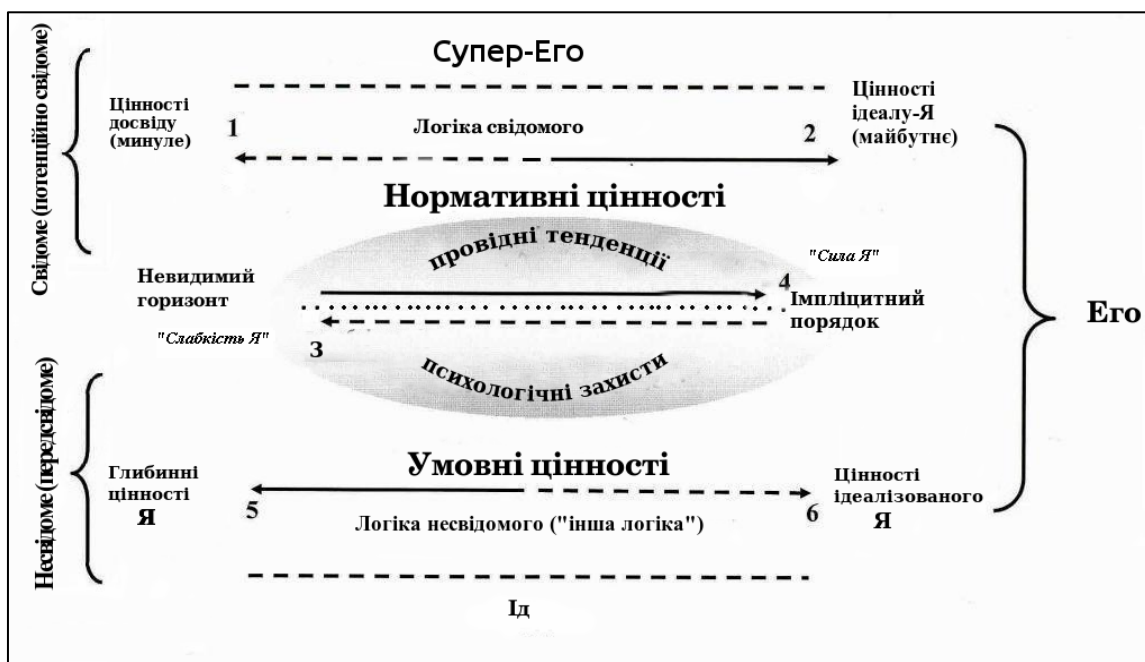 Супер-Его
Свідоме (потенційно свідоме)
Цінності
досвіду
(минуле)
1
Логіка свідомого
2
Цінності
ідеалу-Я
(майбутнє)
Нормативні цінності
провідні тенденції
"Сила Я"
Невидимий
горизонт
4
Імпліцитний
порядок
Его
"Слабкість Я"
3
психологічні захисти
Несвідоме (передсвідоме)
Умовні цінності
Глибинні
цінності
Я
5
Логіка несвідомого ("інша логіка")
6
Цінності
ідеалізованого
Я
Ід